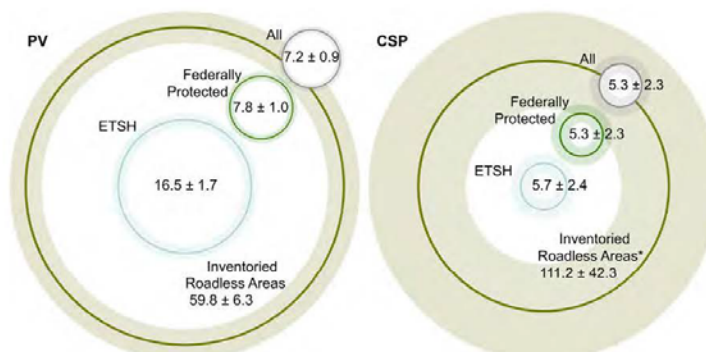 PV
All
7.2 ± 0.9
Federally
Protected
7.8 ± 1.0
ETSH
16.5 ± 1.7
Inventoried
Roadless Areas
59.8 ± 6.3
CSP
All
5.3 ± 2.3
Federally
Protected
5.3 ± 2.3
ETSH
5.7 ± 2.4
Inventoried
Roadless Areas*
111.2 ± 42.3